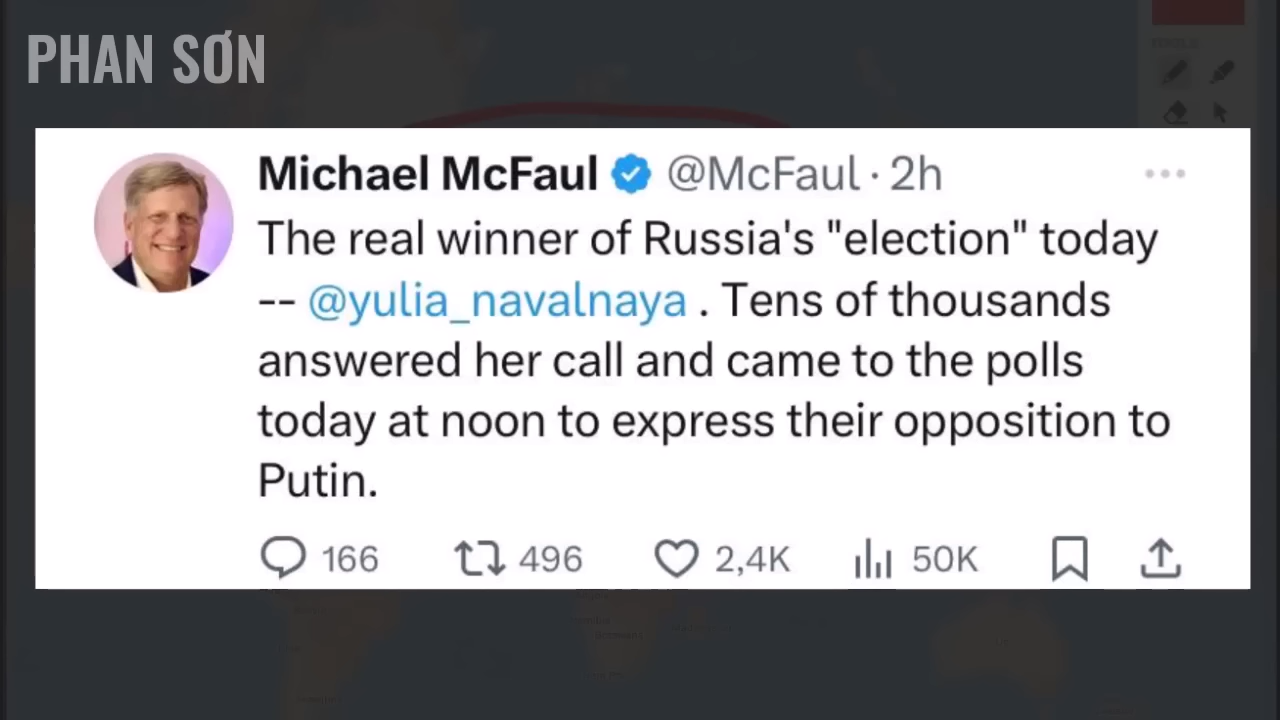 PHAN SƠN
Michael McFaul @McFaul · 2h
The real winner of Russia's "election" today
-- @yulia_navalnaya . Tens of thousands
answered her call and came to the polls
today at noon to express their opposition to
Putin.
166 496 2,4K 50K